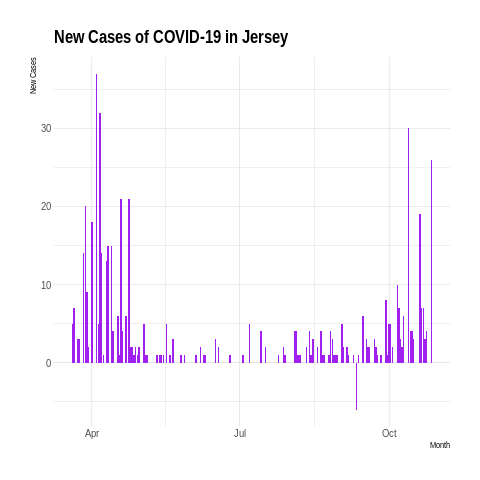 New Cases of COVID-19 in Jersey
New Cases
30
20
10
0
Apr
Jul
Oct
Month